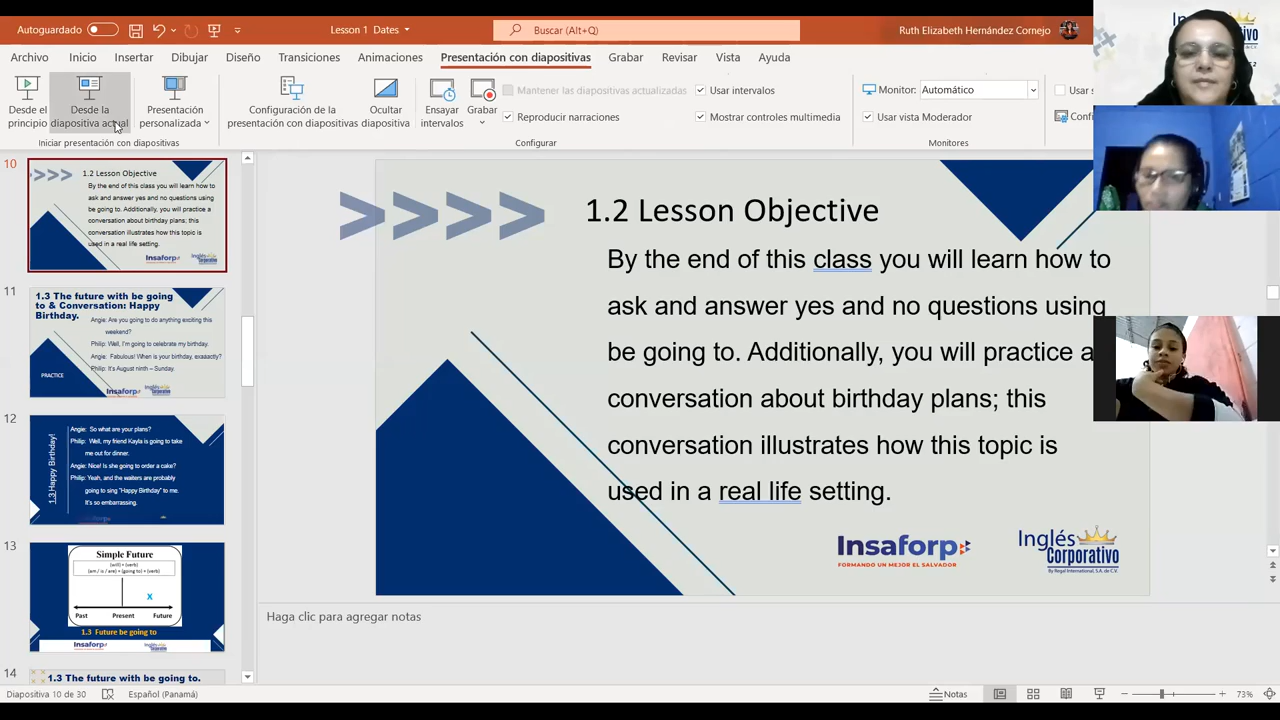 Autoguardado
Lesson 1 Dates
Buscar (Alt+Q)
Ruth Elizabeth Hernández Cornejo
Archivo Inicio Insertar Dibujar Diseño Transiciones Animaciones Presentación con diapositivas Grabar Revisar Vista Ayuda
Desde el principio
Desde la diapositiva actual
Presentación personalizada
Configuración de la presentación con diapositivas
Ocultar diapositiva
Ensayar intervalos
Grabar
Mantener las diapositivas actualizadas
Reproducir narraciones
Usar intervalos
Mostrar controles multimedia
Monitor: Automático
Usar vista Moderador
Usar s
Confi
Iniciar presentación con diapositivas
Configurar
Monitores
10
1.2 Lesson Objective
By the end of this class you will learn how to
ask and answer yes and no questions using
be going to. Additionally, you will practice a
conversation about birthday plans; this
conversation illustrates how this topic is
used in a real life setting.
Insaforp
Inglés Corporativo
11
1.3 The future with be going
to & Conversation: Happy
Birthday.
Angie: Are you going to do anything exciting this
weekend?
Philip: Well, I'm going to celebrate my birthday.
Angie: Fabulous! When is your birthday, exaaactly?
Philip: It's August ninth – Sunday.
PRACTICE
Insaforp
12
1.3 Happy Birthday!
Angie: So what are your plans?
Philip: Well, my friend Kayla is going to take
me out for dinner.
Angie: Nice! Is she going to order a cake?
Philip: Yeah, and the waiters are probably
going to sing "Happy Birthday" to me.
It's so embarrassing.
13
Simple Future
(will) + (verb)
(am / is / are) + (going to) + (verb)
X
Past Present Future
1.3 Future be going to
Insaforp
14
1.3 The future with be going to.
1.2 Lesson Objective
By the end of this class you will learn how to
ask and answer yes and no questions using
be going to. Additionally, you will practice a
conversation about birthday plans; this
conversation illustrates how this topic is
used in a real life setting.
Insaforp
FORMANDO UN MEJOR EL SALVADOR
Inglés
Corporativo
By Regal International, S.A. de C.V.
Haga clic para agregar notas
Diapositiva 10 de 30
Español (Panamá)
Notas
73%